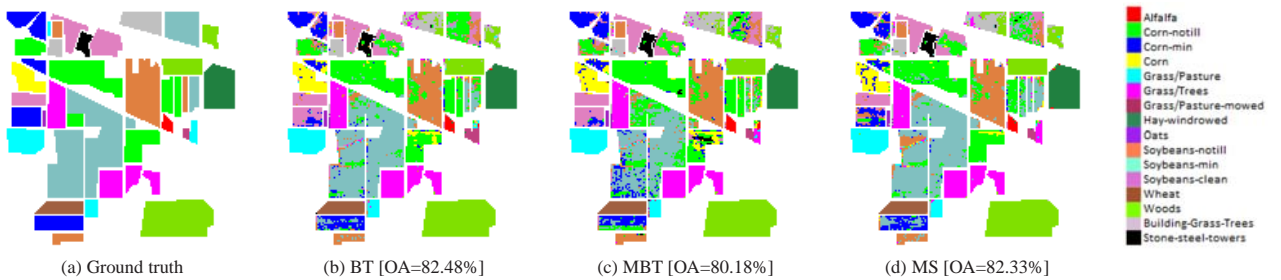 Alfalfa
Corn-notill
Corn-min
Corn
Grass/Pasture
Grass/Trees
Grass/Pasture-mowed
Hay-windrowed
Oats
Soybeans-notill
Soybeans-min
Soybeans-clean
Wheat
Woods
Building-Grass-Trees
Stone-steel-towers
(a) Ground truth
(b) BT [OA=82.48%]
(c) MBT [OA=80.18%]
(d) MS [OA=82.33%]